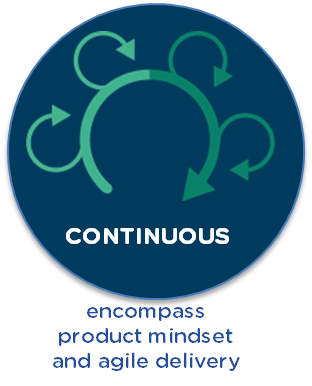 CONTINUOUS
encompass
product mindset
and agile delivery